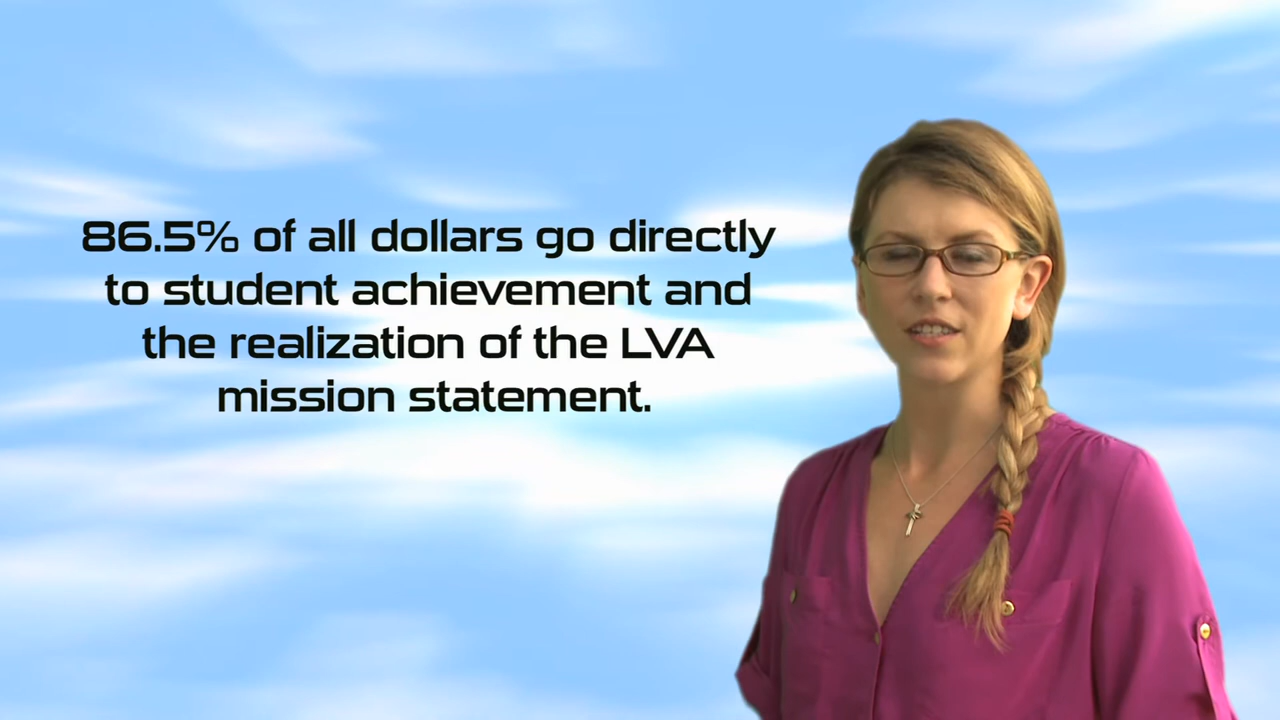 86.5% of all dollars go directly
to student achievement and
the realization of the LVA
mission statement.